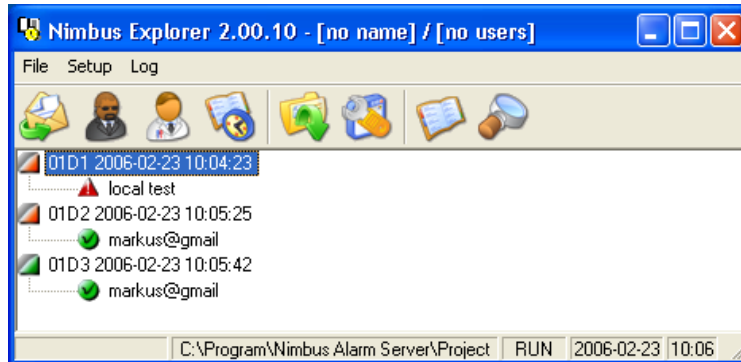 Nimbus Explorer 2.00.10 - [no name] / [no users]
File Setup Log
01D1 2006-02-23 10:04:23
local test
01D2 2006-02-23 10:05:25
markus@gmail
01D3 2006-02-23 10:05:42
markus@gmail
C:\Program\Nimbus Alarm Server\Project RUN 2006-02-23 10:06